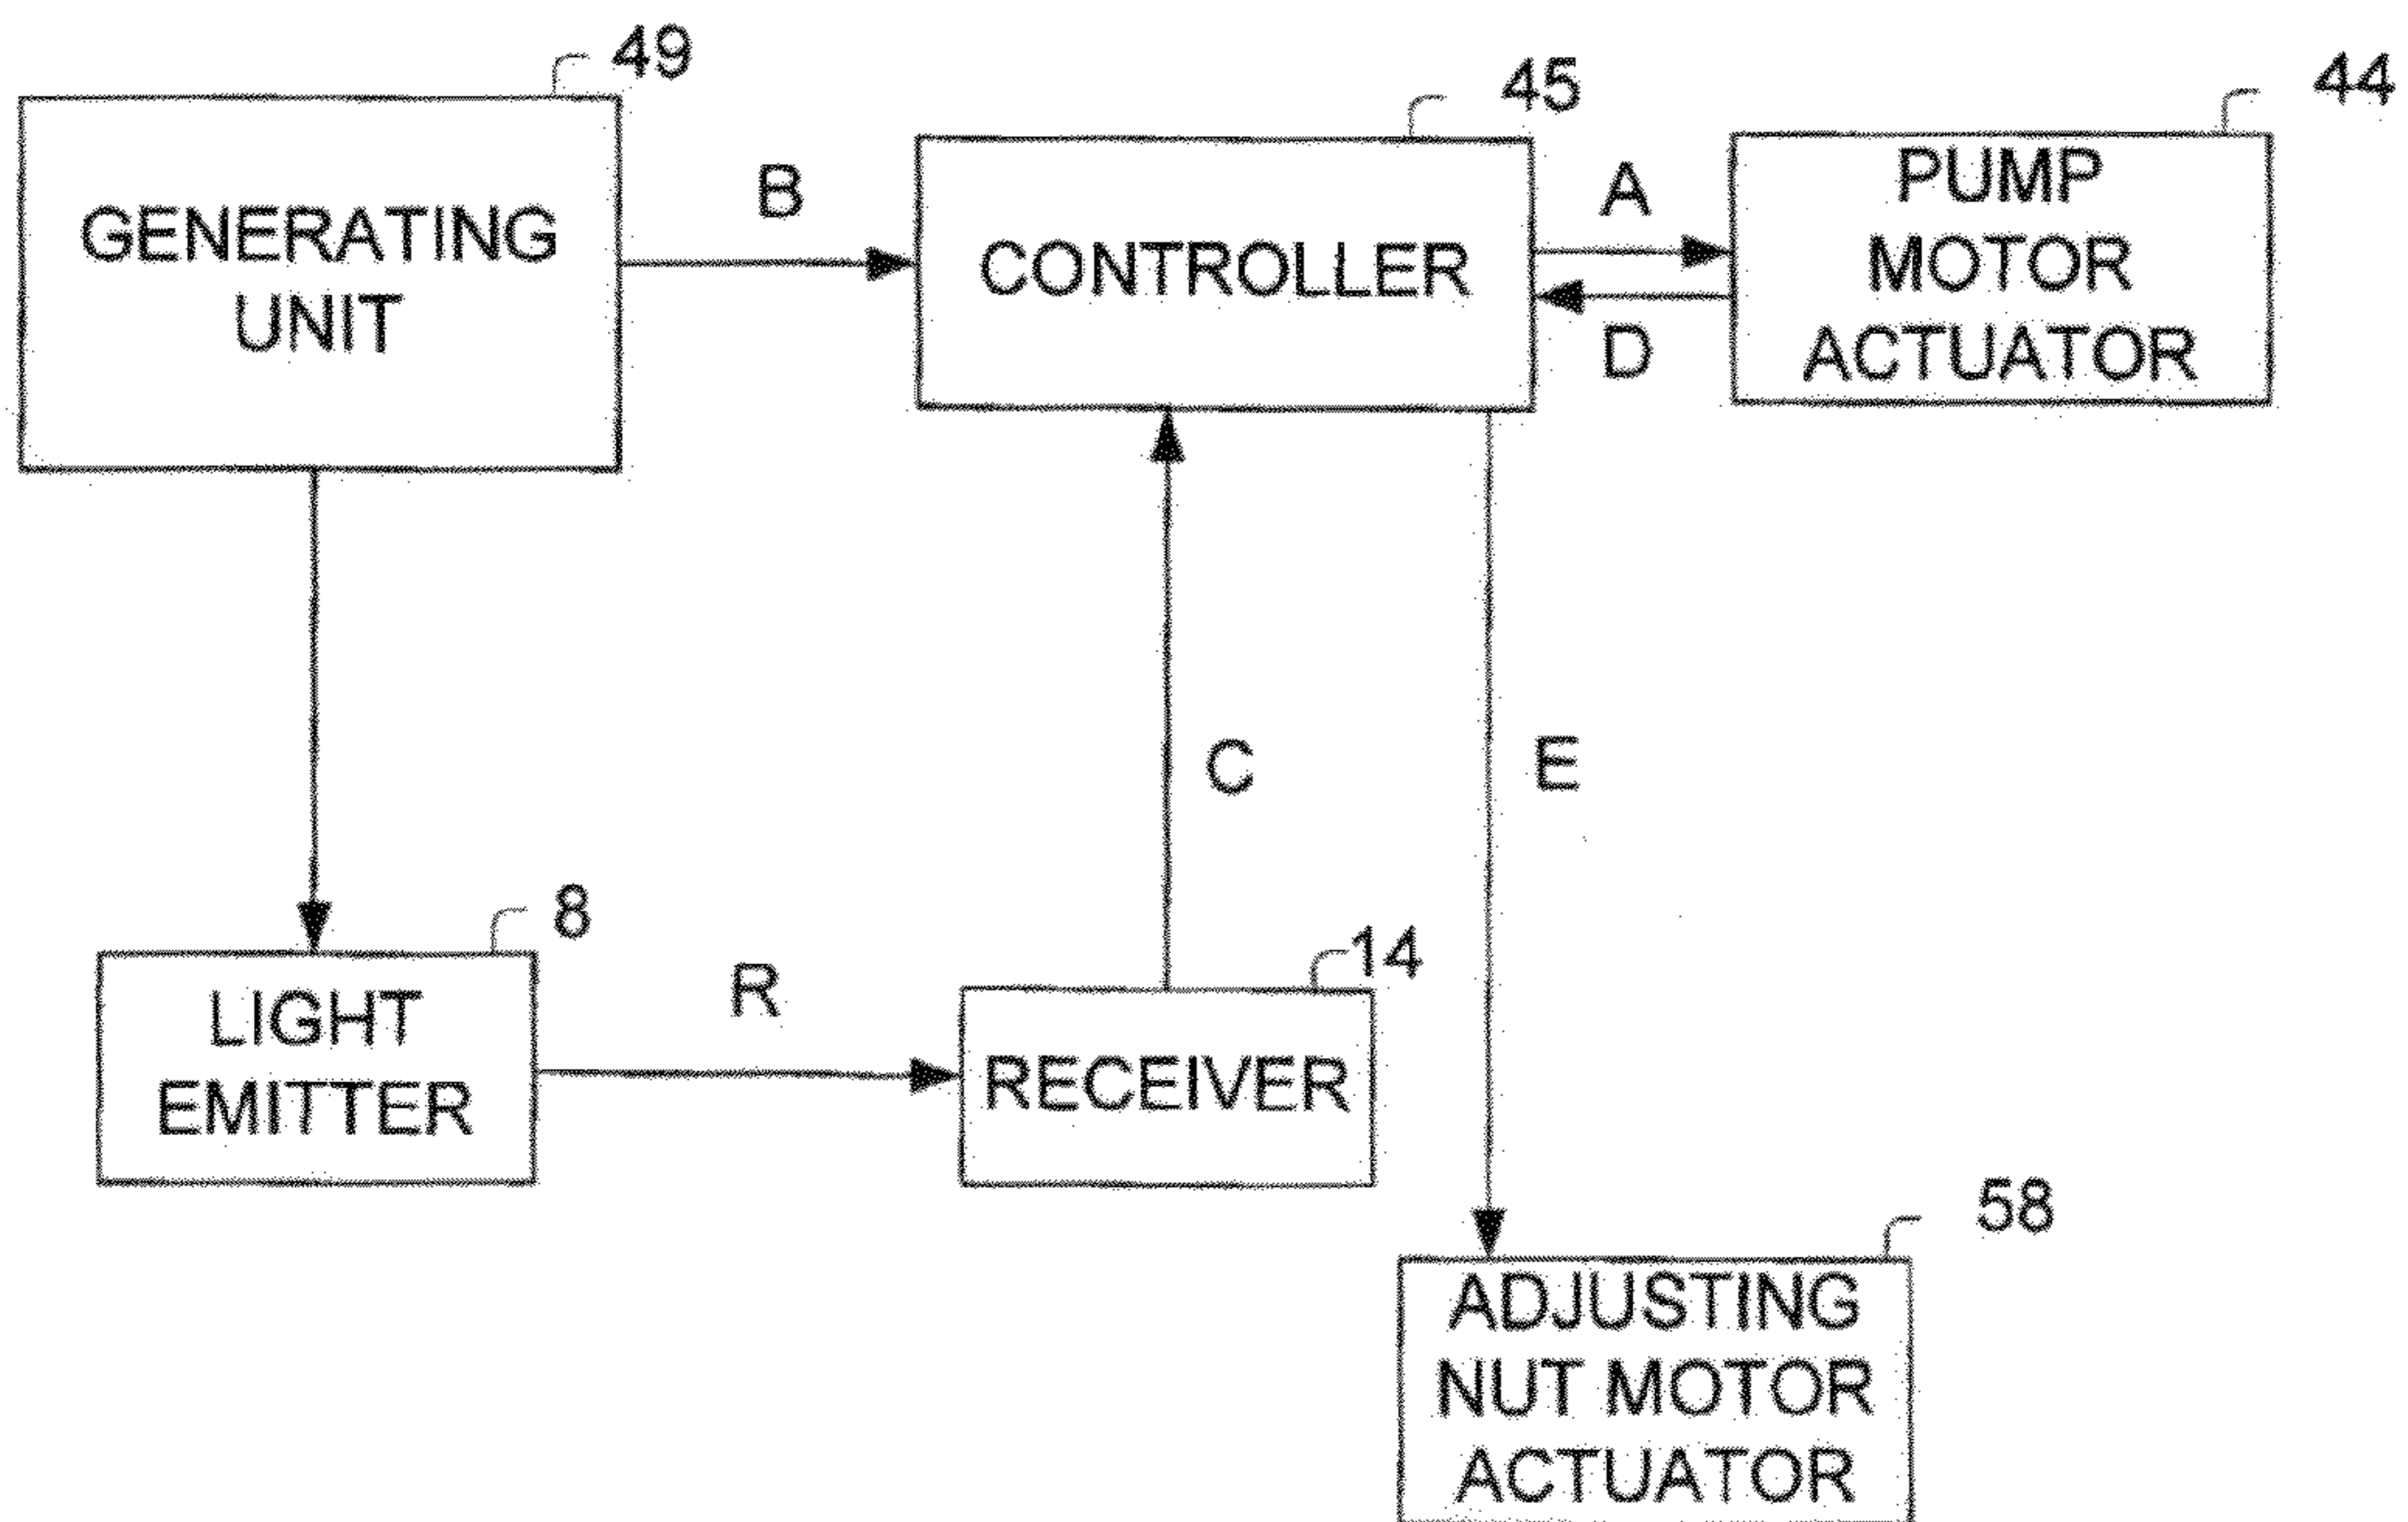 49
45
44
GENERATING
UNIT
B
CONTROLLER
A
D
PUMP
MOTOR
ACTUATOR
C
E
8
LIGHT
EMITTER
R
14
RECEIVER
58
ADJUSTING
NUT MOTOR
ACTUATOR